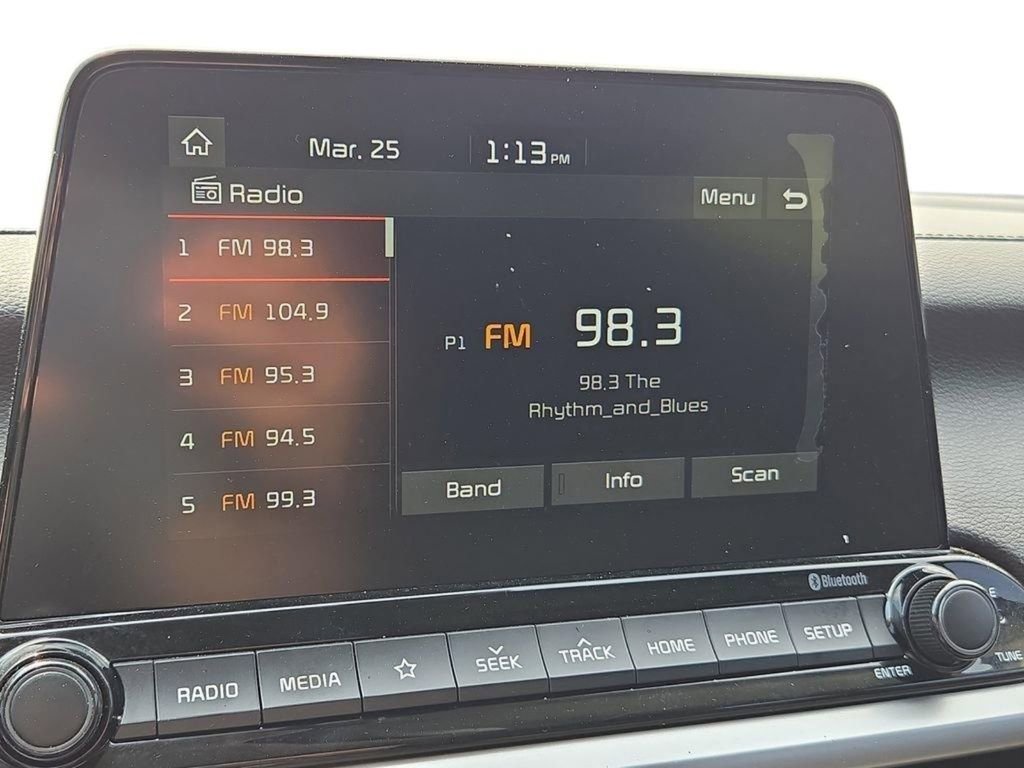 Mar. 25 1:13 PM
Radio Menu
1 FM 98.3
2 FM 104.9
3 FM 95.3
4 FM 94.5
5 FM 99.3
P1 FM 98.3
98.3 The
Rhythm_and_Blues
Band Info Scan
Bluetooth
RADIO MEDIA SEEK TRACK HOME PHONE SETUP
ENTER
TUNE